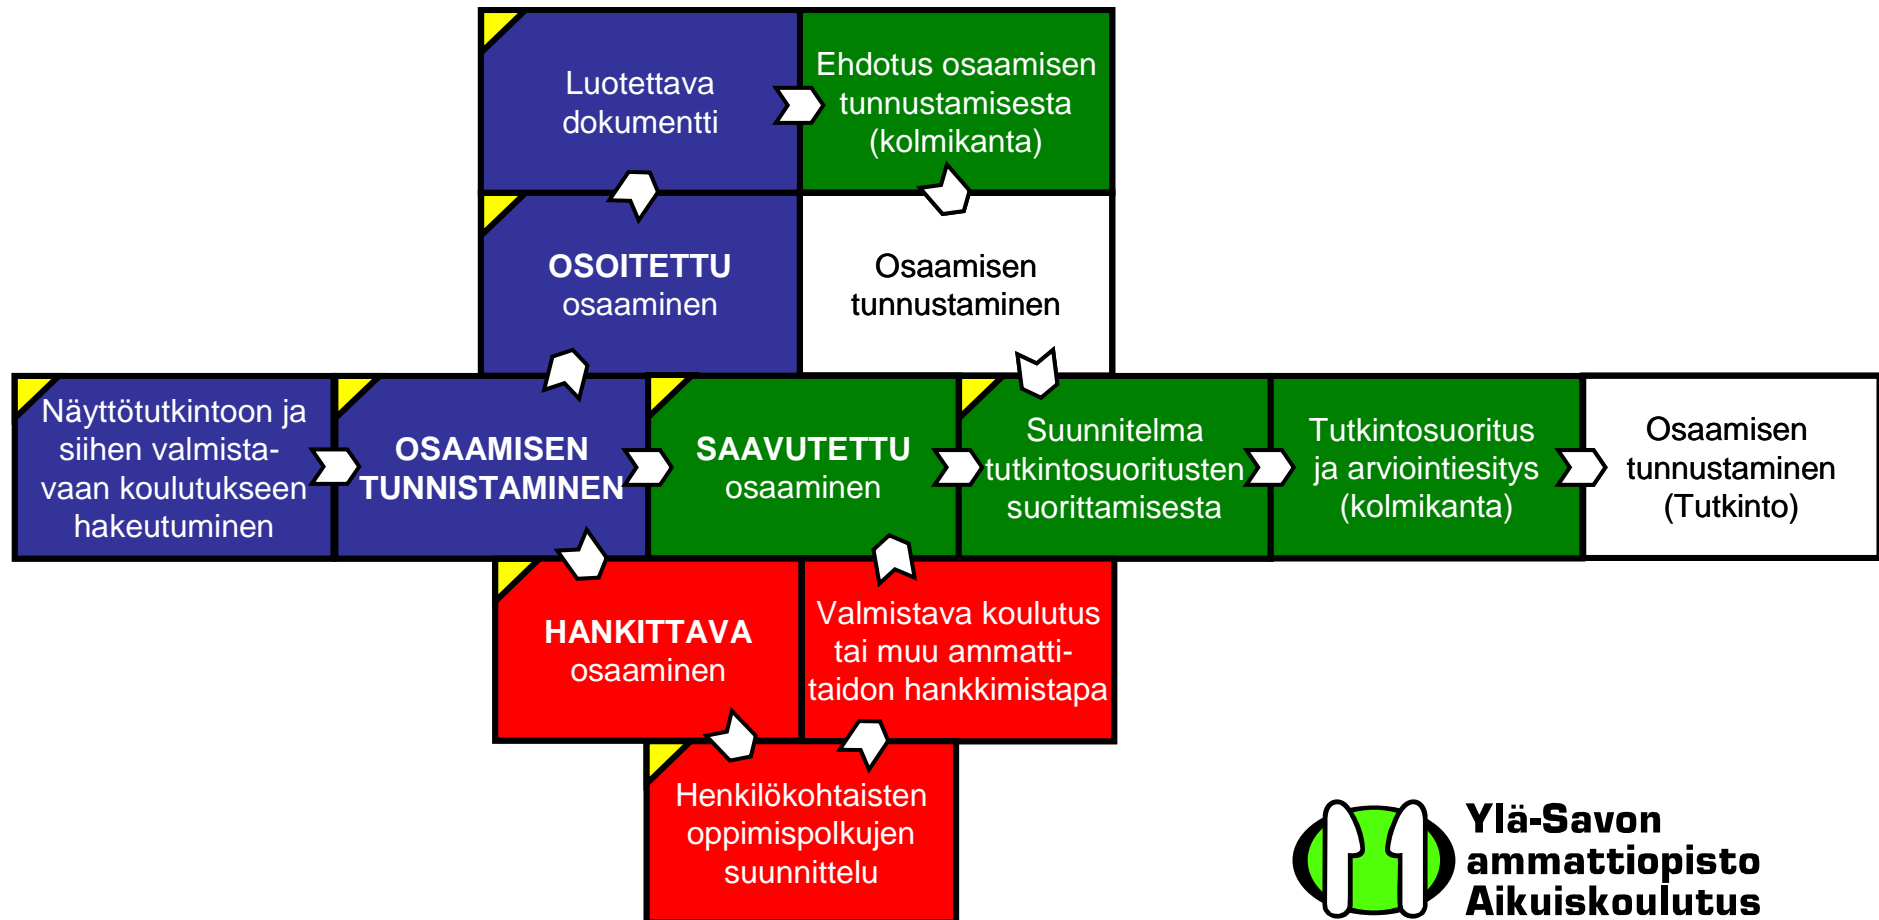 Luotettava
dokumentti
Ehdotus osaamisen
tunnustamisesta
(kolmikanta)
OSOITETTU
osaaminen
Osaamisen
tunnustaminen
Näyttötutkintoon ja
siihen valmista-
vaan koulutukseen
hakeutuminen
OSAAMISEN
TUNNISTAMINEN
SAAVUTETTU
osaaminen
Suunnitelma
tutkintosuoritusten
suorittamisesta
Tutkintosuoritus
ja arviointiesitys
(kolmikanta)
Osaamisen
tunnustaminen
(Tutkinto)
HANKITTAVA
osaaminen
Valmistava koulutus
tai muu ammatti-
taidon hankkimistapa
Henkilökohtaisten
oppimispolkujen
suunnittelu
Ylä-Savon
ammattiopisto
Aikuiskoulutus